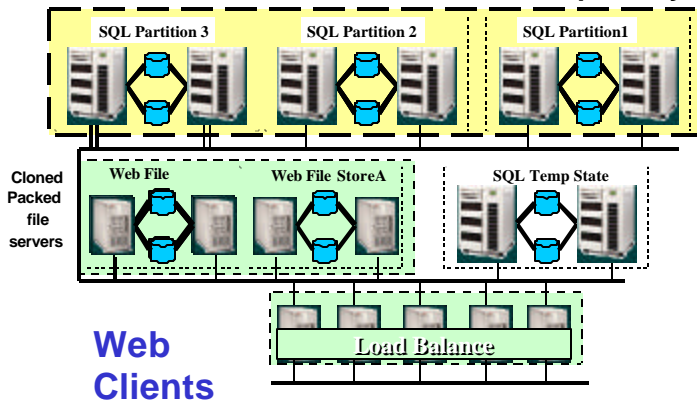 SQL Partition 3
SQL Partition 2
SQL Partition1
Cloned
Packed
file
servers
Web File
Web File StoreA
SQL Temp State
Load Balance
Web
Clients